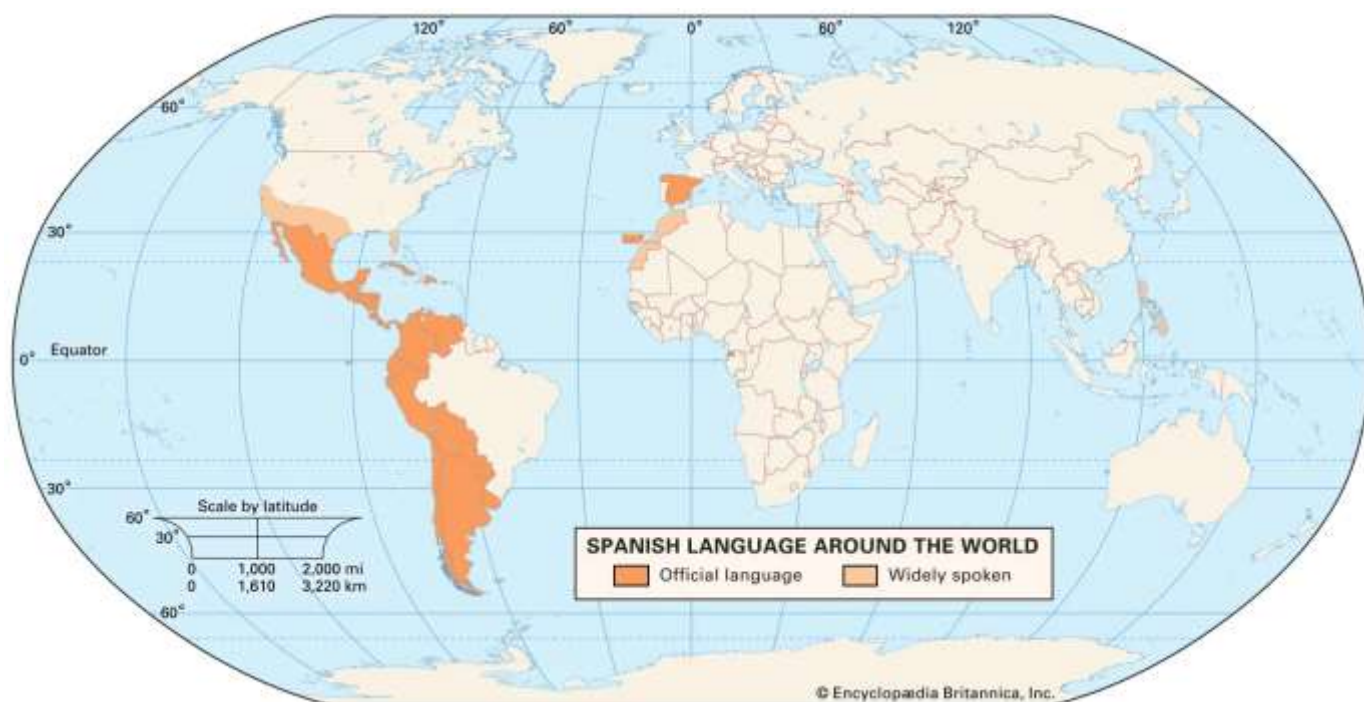 120° 60° 0° 60° 120°
60°
30°
Equator
0°
30°
Scale by latitude
60°
30°
0 1,000 2,000 mi
0 1,610 3,220 km
SPANISH LANGUAGE AROUND THE WORLD
Official language Widely spoken
60°
© Encyclopædia Britannica, Inc.